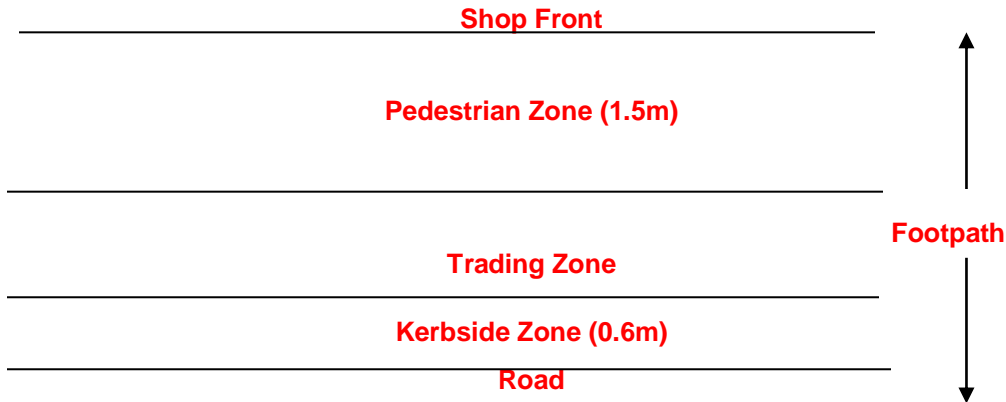 Shop Front
Pedestrian Zone (1.5m)
Footpath
Trading Zone
Kerbside Zone (0.6m)
Road